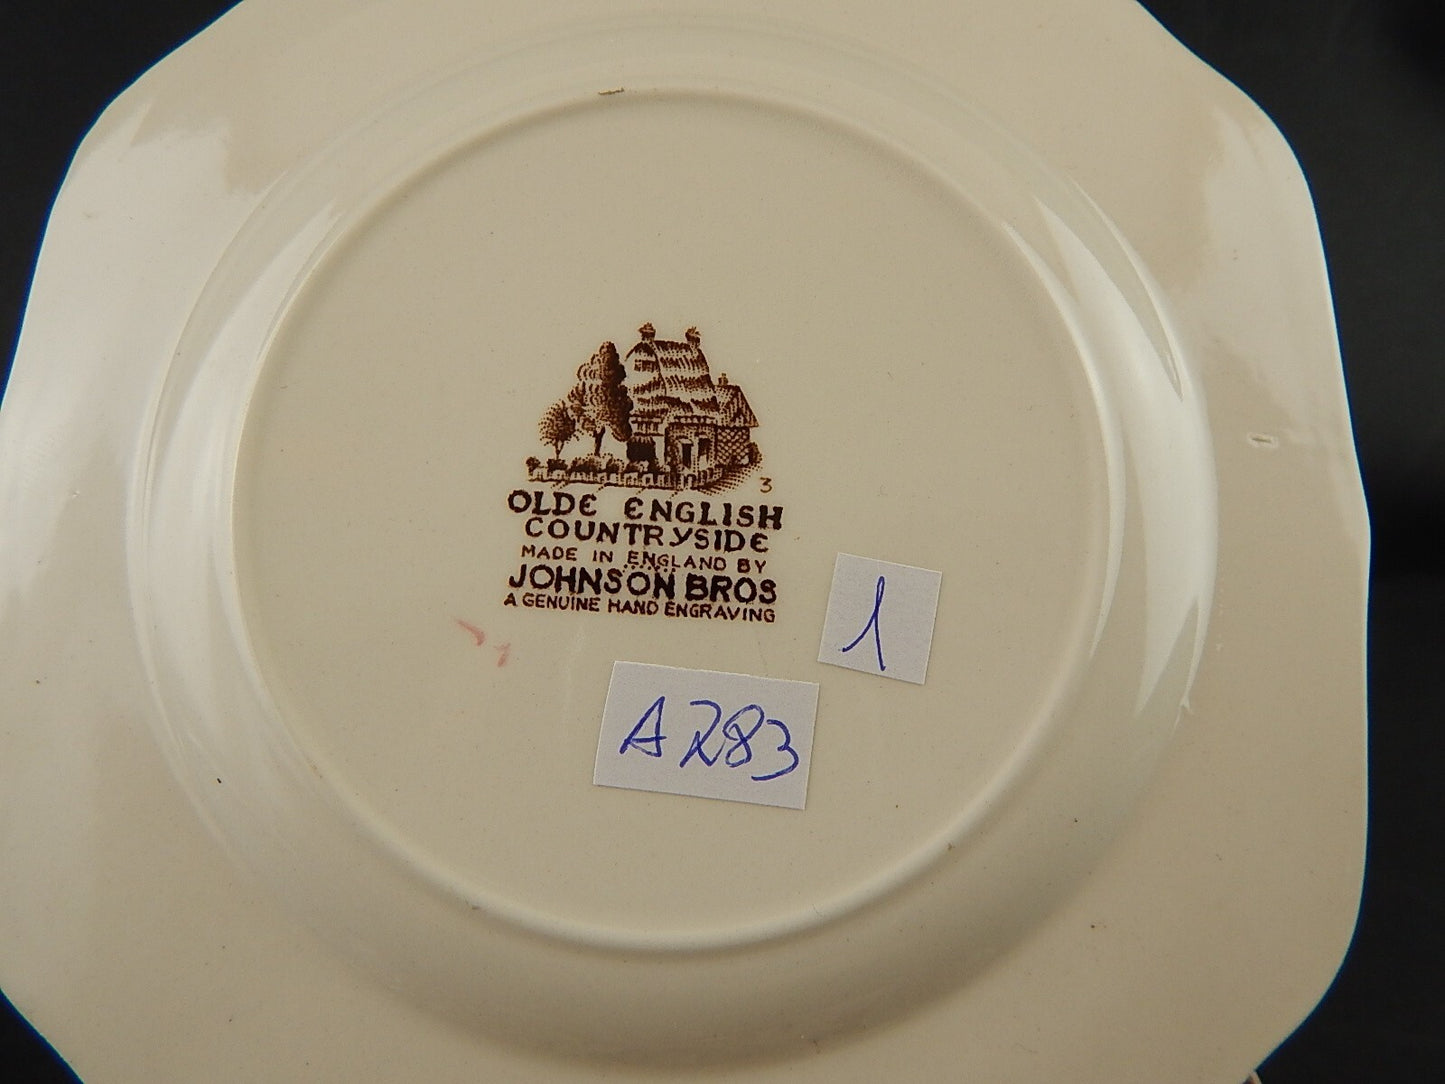 3
OLDE ENGLISH
COUNTRYSIDE
MADE IN ENGLAND BY
JOHNSON BROS
A GENUINE HAND ENGRAVING
1
A283